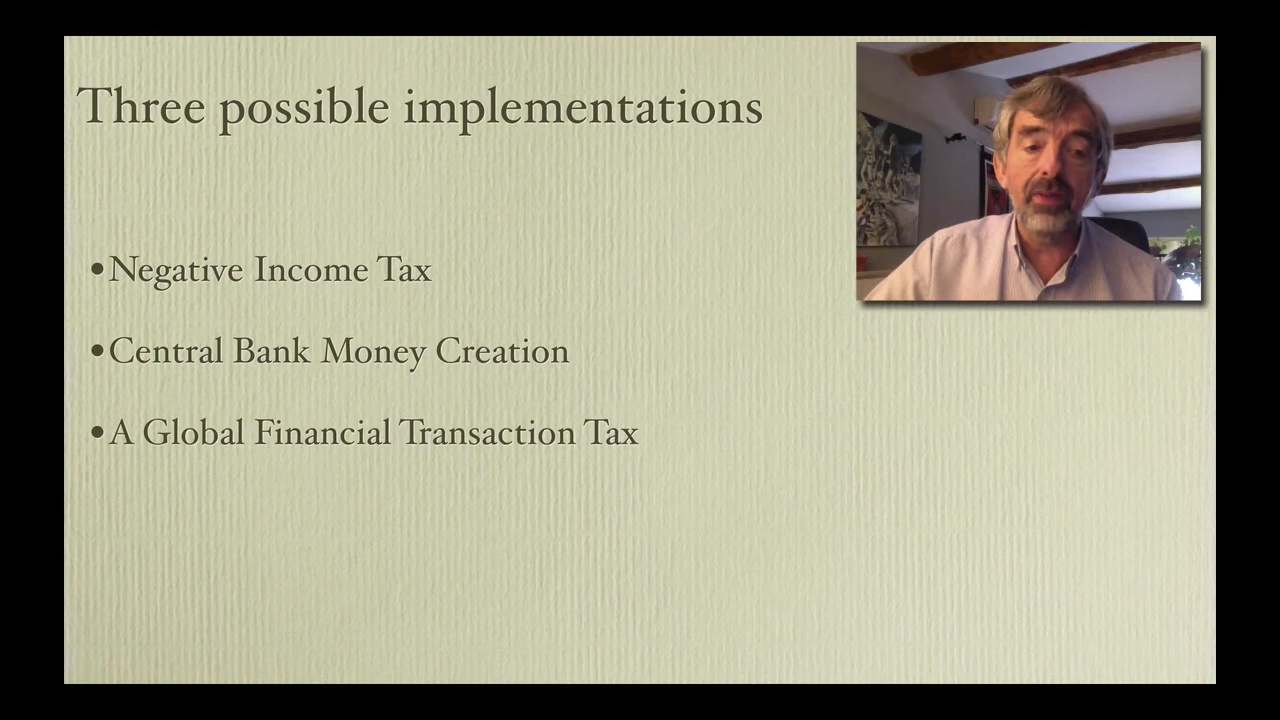 Three possible implementations
•Negative Income Tax
•Central Bank Money Creation
•A Global Financial Transaction Tax